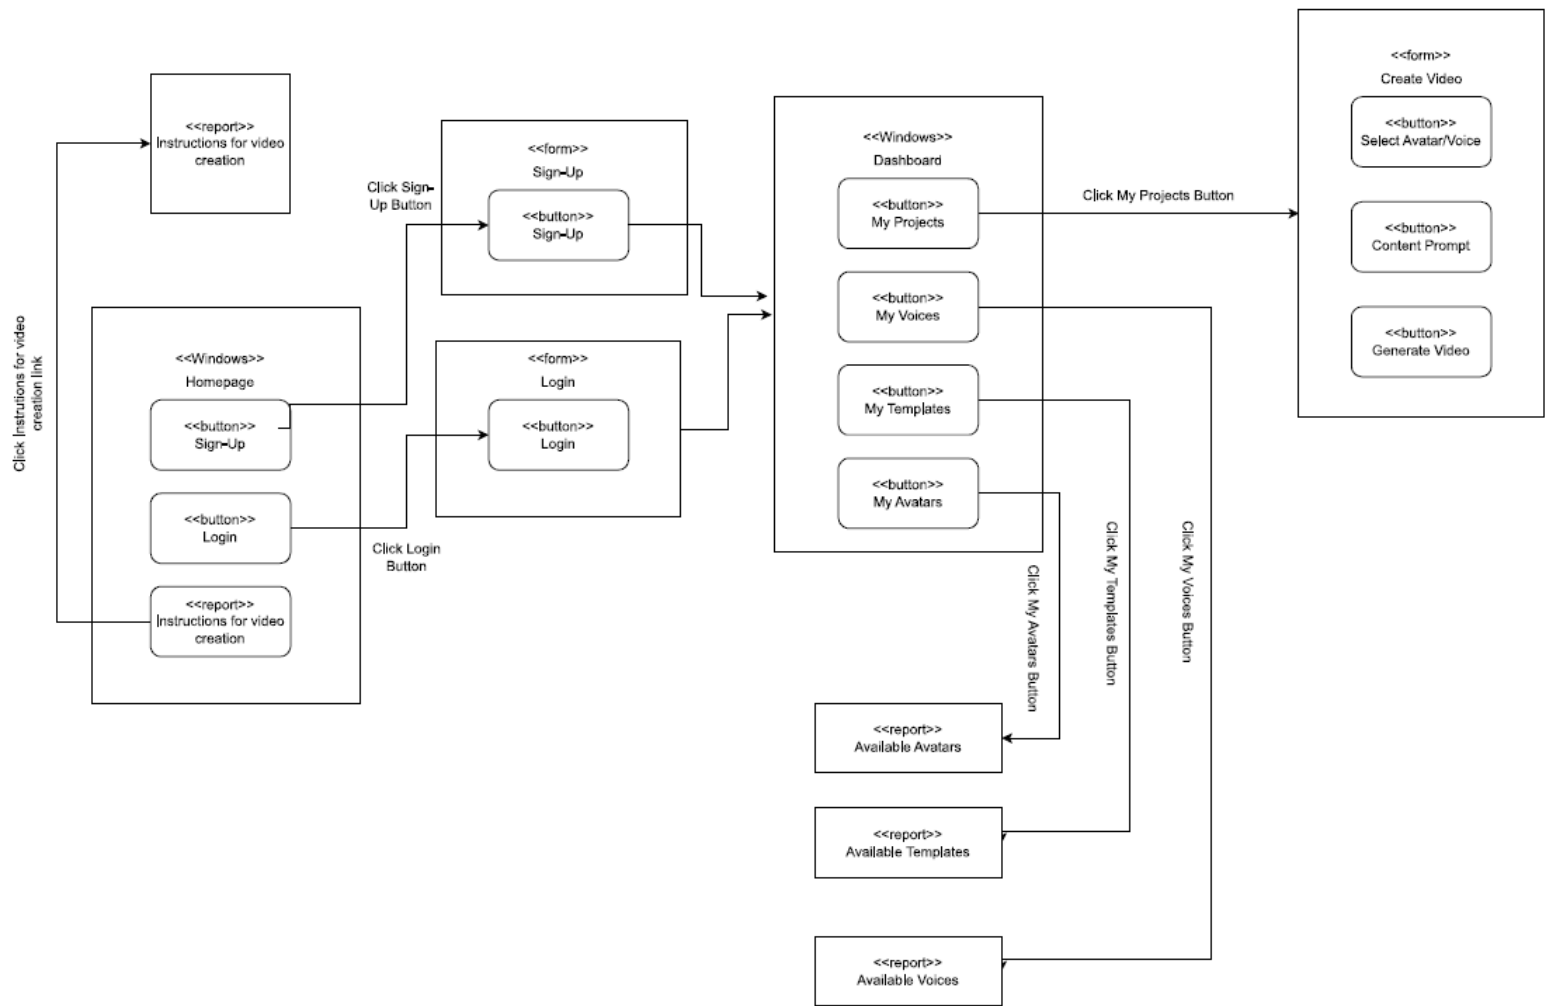 <<report>>
Instructions for video
creation
Click Instrutions for video
creation link
<<Windows>>
Homepage
<<button>>
Sign-Up
<<button>>
Login
<<report>>
Instructions for video
creation
Click Sign-
Up Button
<<form>>
Sign-Up
<<button>>
Sign-Up
<<form>>
Login
<<button>>
Login
Click Login
Button
<<Windows>>
Dashboard
<<button>>
My Projects
<<button>>
My Voices
<<button>>
My Templates
<<button>>
My Avatars
Click My Projects Button
<<form>>
Create Video
<<button>>
Select Avatar/Voice
<<button>>
Content Prompt
<<button>>
Generate Video
Click My Avatars Button
Click My Templates Button
Click My Voices Button
<<report>>
Available Avatars
<<report>>
Available Templates
<<report>>
Available Voices